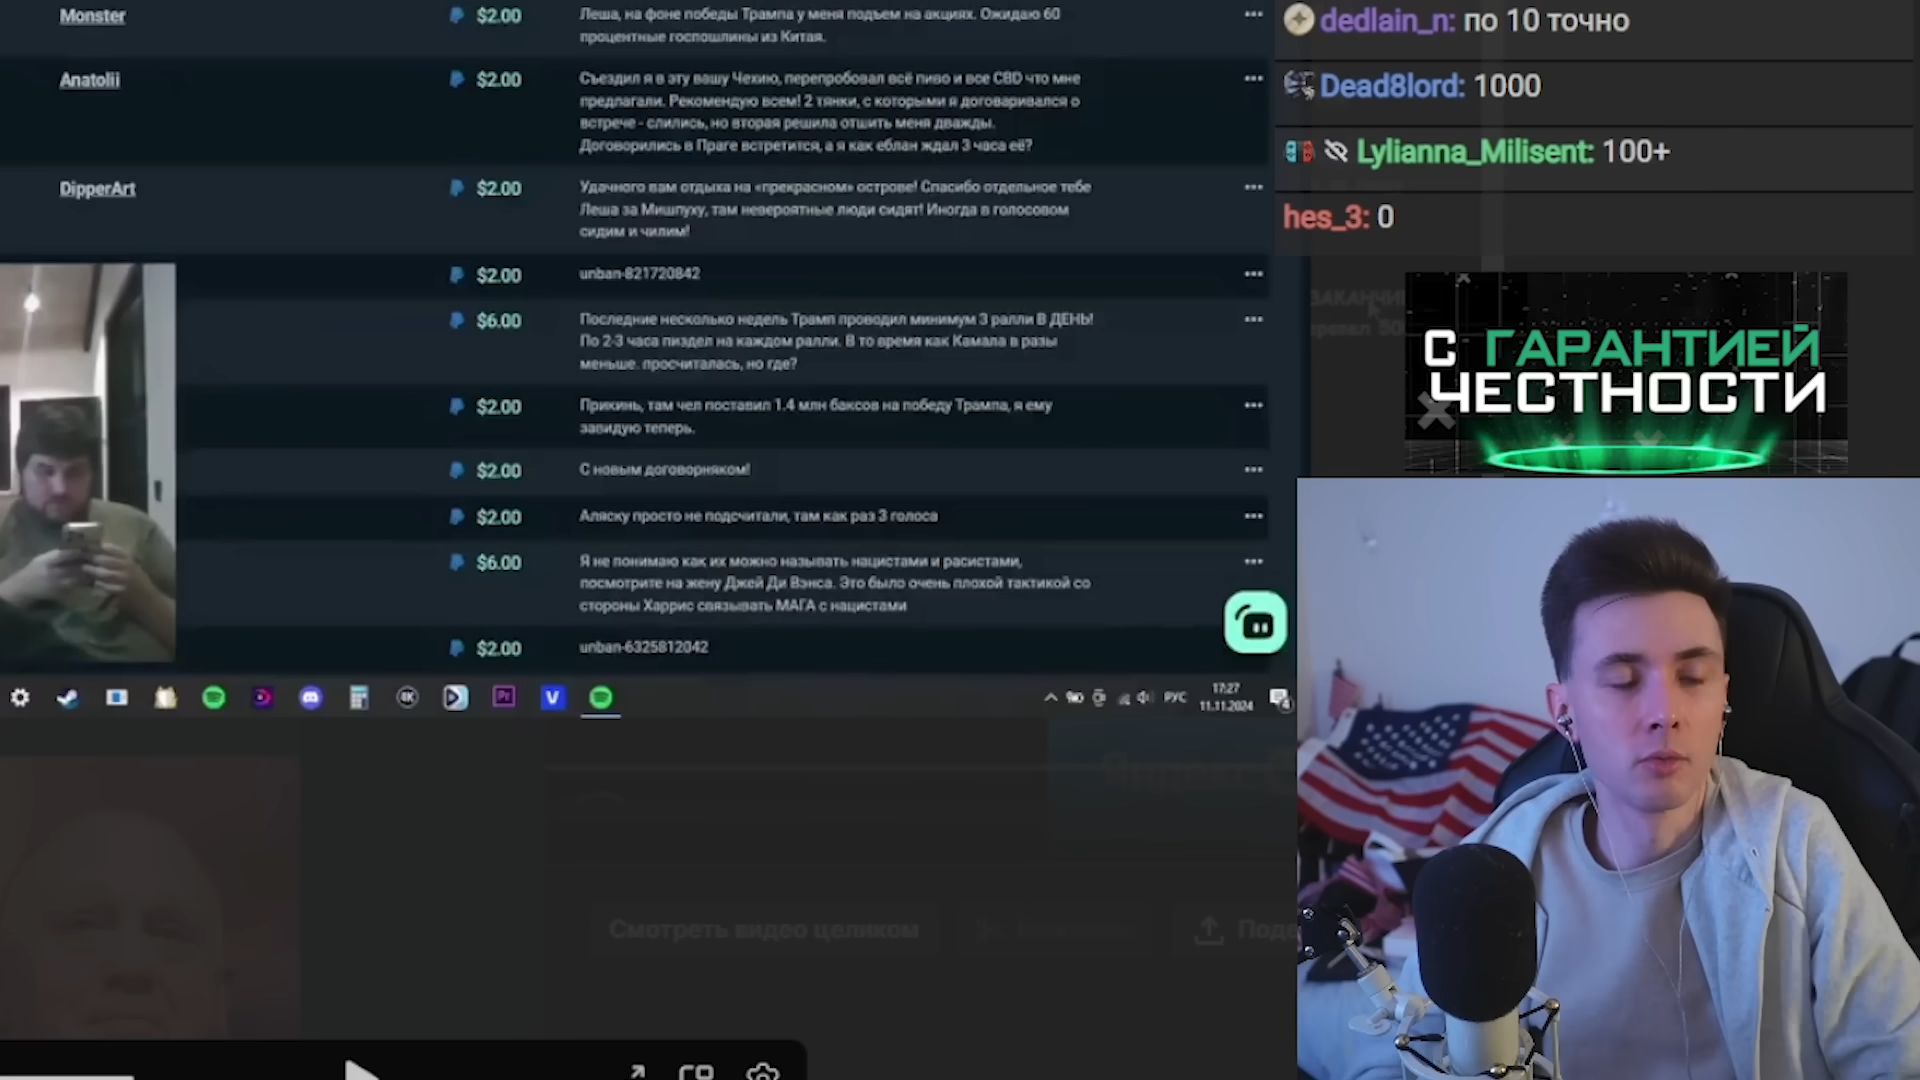 Monster
$2.00
Леша, на фоне победы Трампа у меня подъем на акциях. Ожидаю 60
процентные госпошлины из Китая.
Anatolii
$2.00
Съездил я в эту вашу Чехию, перепробовал всё пиво и все CBD что мне
предлагали. Рекомендую всем! 2 тянки, с которыми я договаривался о
встрече - слились, но вторая решила отшить меня дважды.
Договорились в Праге встретится, а я как еблан ждал 3 часа её?
DipperArt
$2.00
Удачного вам отдыха на «прекрасном» острове! Спасибо отдельное тебе
Леша за Мишпуху, там невероятные люди сидят! Иногда в голосовом
сидим и чилим!
$2.00
unban-821720842
$6.00
Последние несколько недель Трамп проводил минимум 3 ралли В ДЕНЬ!
По 2-3 часа пиздел на каждом ралли. В то время как Камала в разы
меньше. просчиталась, но где?
$2.00
Прикинь, там чел поставил 1.4 млн баксов на победу Трампа, я ему
завидую теперь.
$2.00
С новым договорняком!
$2.00
Аляску просто не подсчитали, там как раз 3 голоса
$6.00
Я не понимаю как их можно называть нацистами и расистами,
посмотрите на жену Джей Ди Вэнса. Это было очень плохой тактикой со
стороны Харрис связывать МАГА с нацистами
$2.00
unban-6325812042
4K
Pr
V
РУС
17:27
11.11.2024
4
Смотреть видео целиком
Поде
dedlain_n: по 10 точно
Dead8lord: 1000
Lylianna_Milisent: 100+
hes_3: 0
С ГАРАНТИЕЙ
ЧЕСТНОСТИ